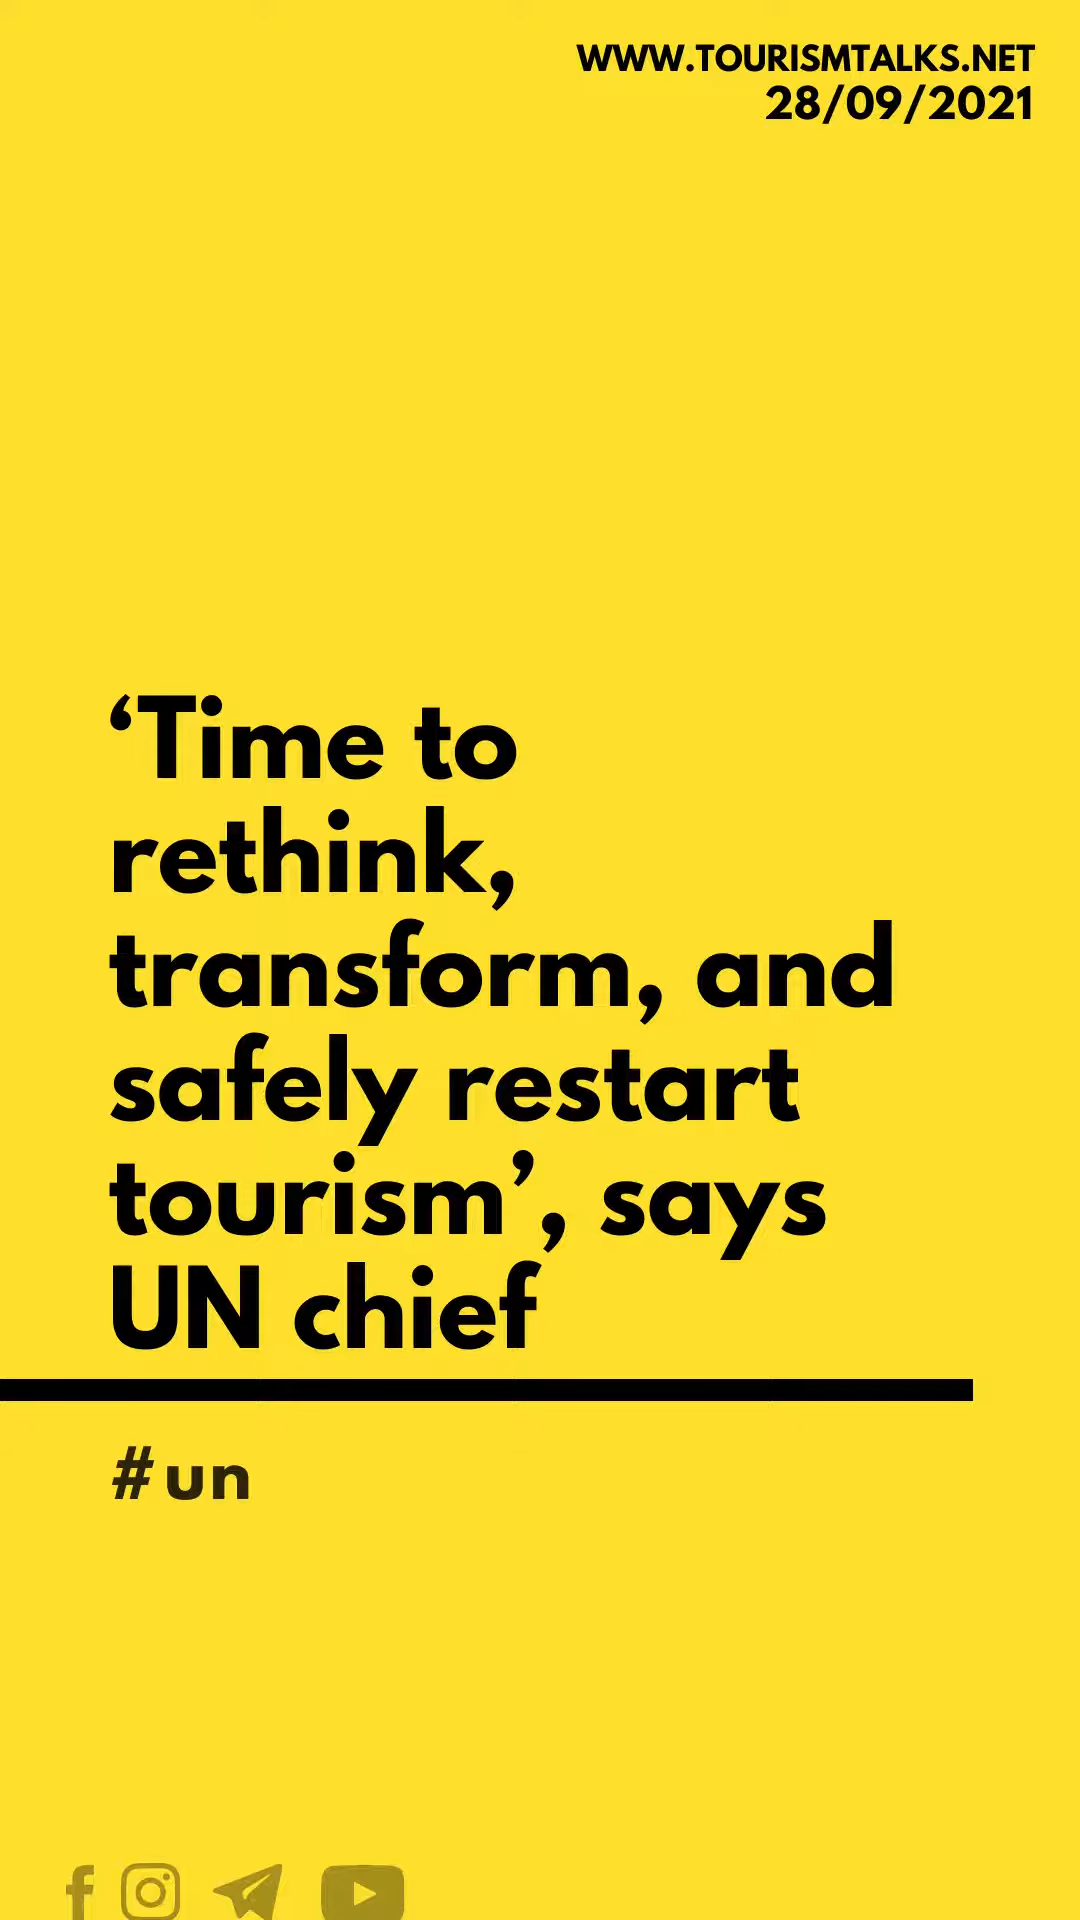 WWW.TOURISMTALKS.NET
28/09/2021
‘Time to
rethink,
transform, and
safely restart
tourism’, says
UN chief
#un